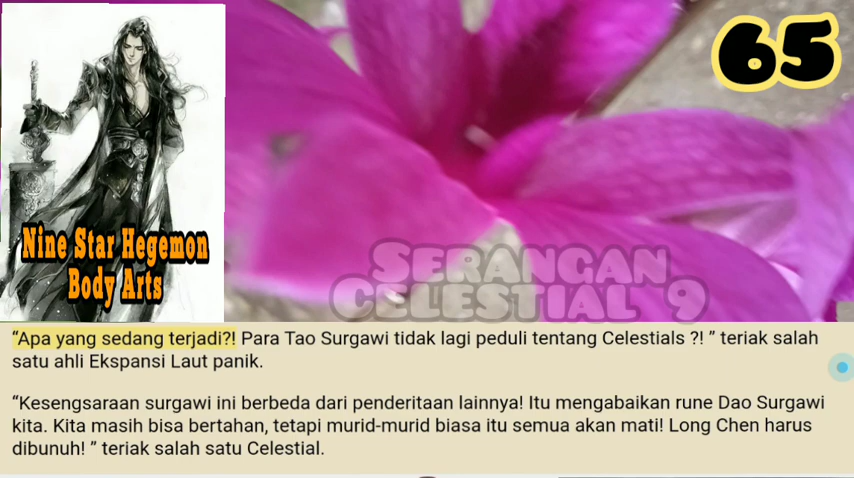 65
Nine Star Hegemon
Body Arts
SERANGAN
CELESTIAL 9
“Apa yang sedang terjadi?! Para Tao Surgawi tidak lagi peduli tentang Celestials ?! ” teriak salah
satu ahli Ekspansi Laut panik.
“Kesengsaraan surgawi ini berbeda dari penderitaan lainnya! Itu mengabaikan rune Dao Surgawi
kita. Kita masih bisa bertahan, tetapi murid-murid biasa itu semua akan mati! Long Chen harus
dibunuh! ” teriak salah satu Celestial.